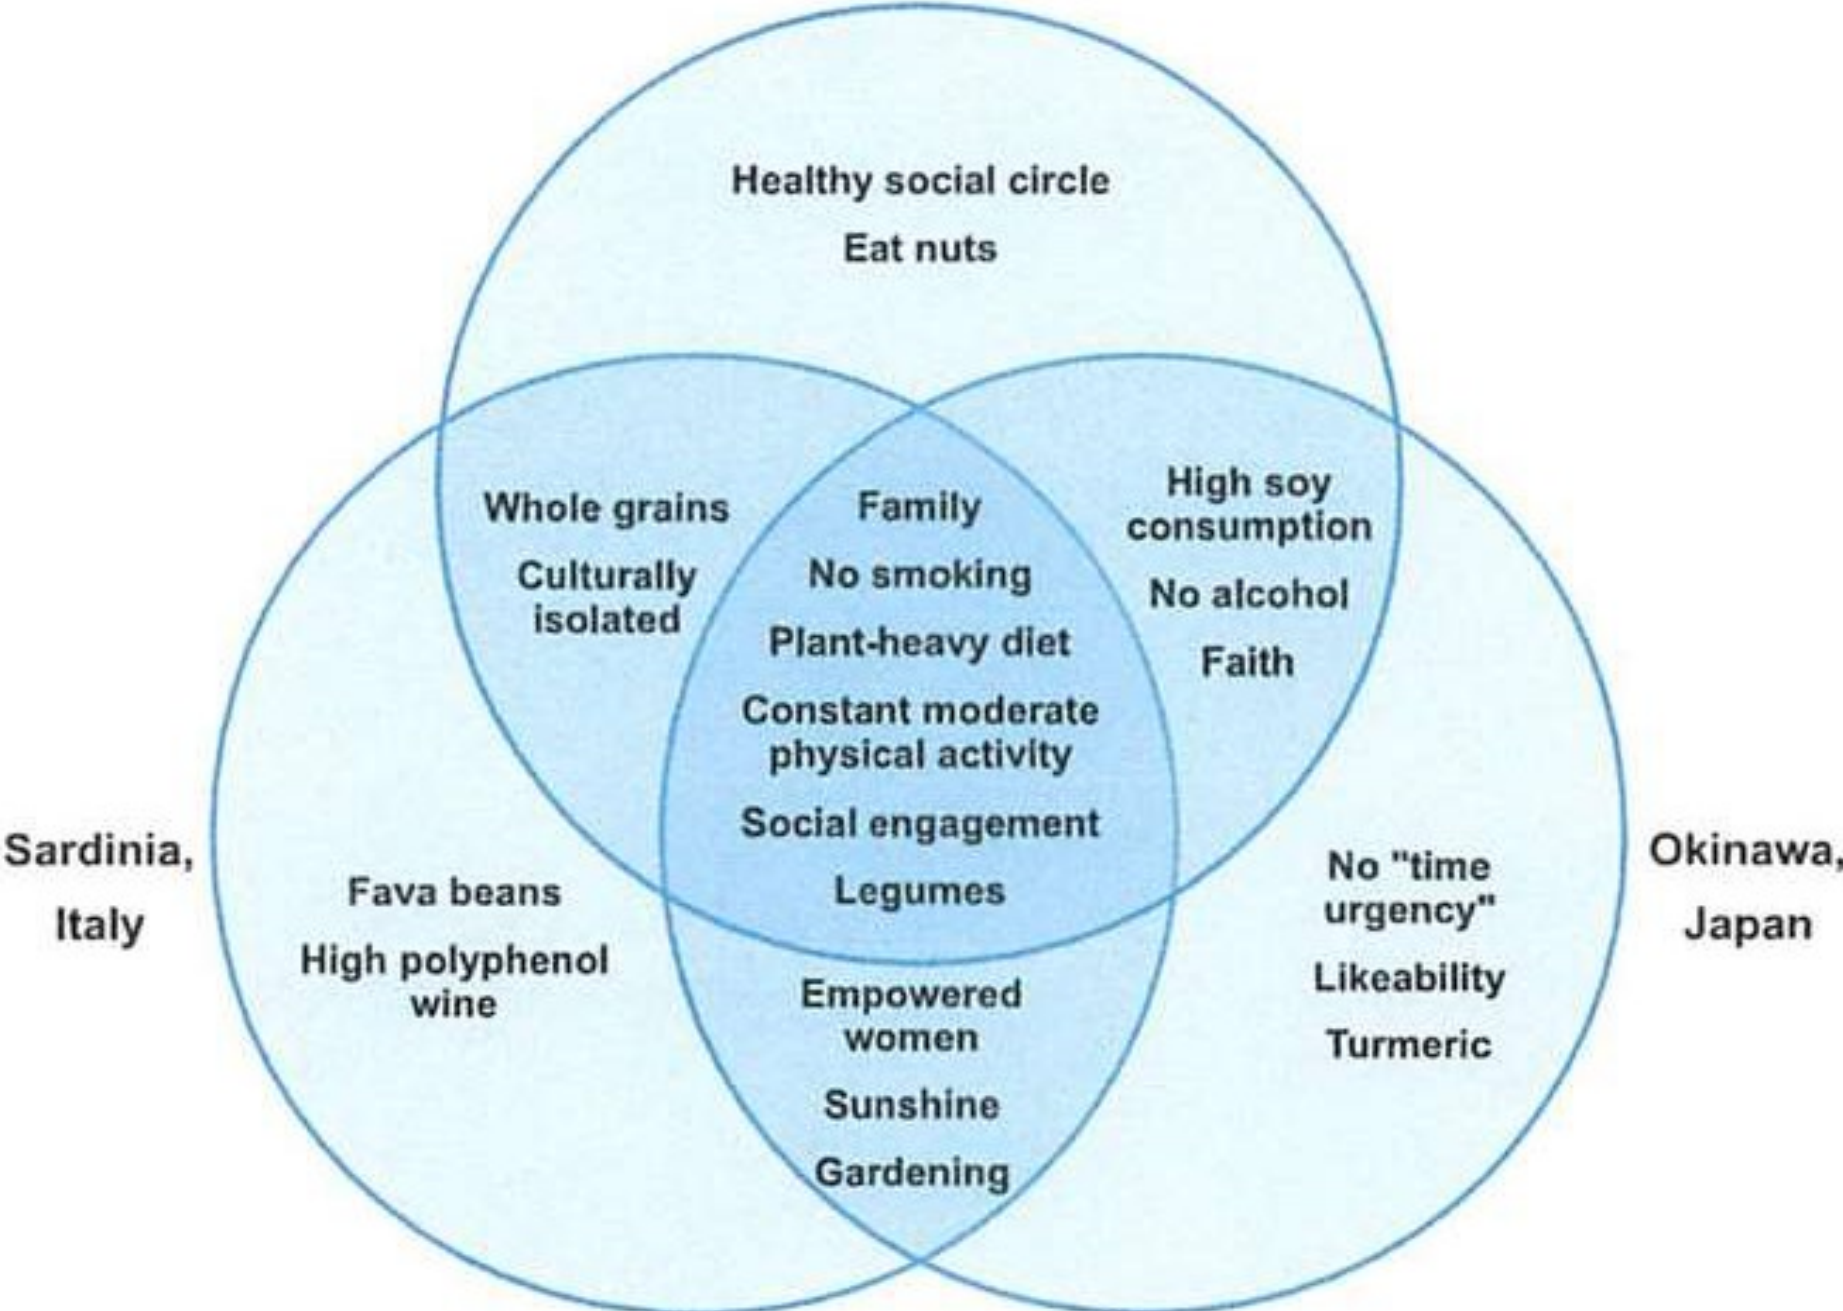 Healthy social circle
Eat nuts
Whole grains
Culturally
isolated
Family
No smoking
Plant-heavy diet
Constant moderate
physical activity
Social engagement
Legumes
High soy
consumption
No alcohol
Faith
Sardinia,
Italy
Fava beans
High polyphenol
wine
Empowered
women
Sunshine
Gardening
No "time
urgency"
Likeability
Turmeric
Okinawa,
Japan